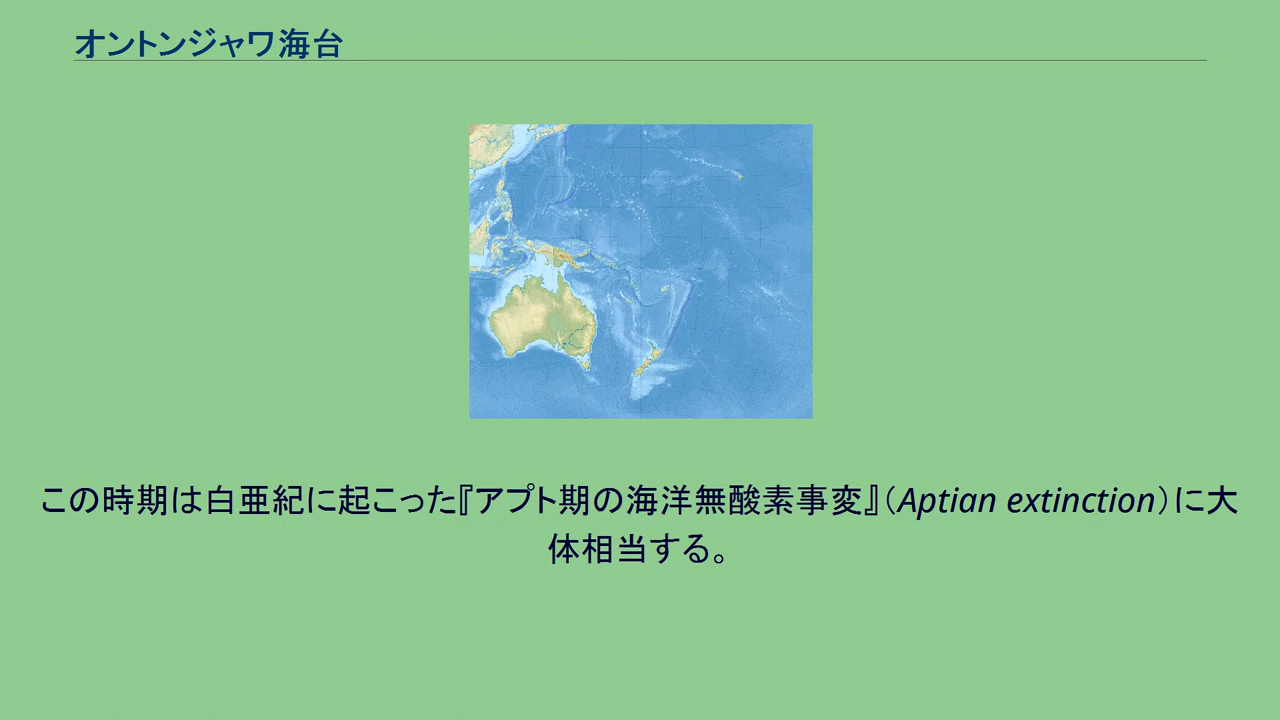 オントンジャワ海台
この時期は白亜紀に起こった『アプト期の海洋無酸素事変』（Aptian extinction）に大
体相当する。